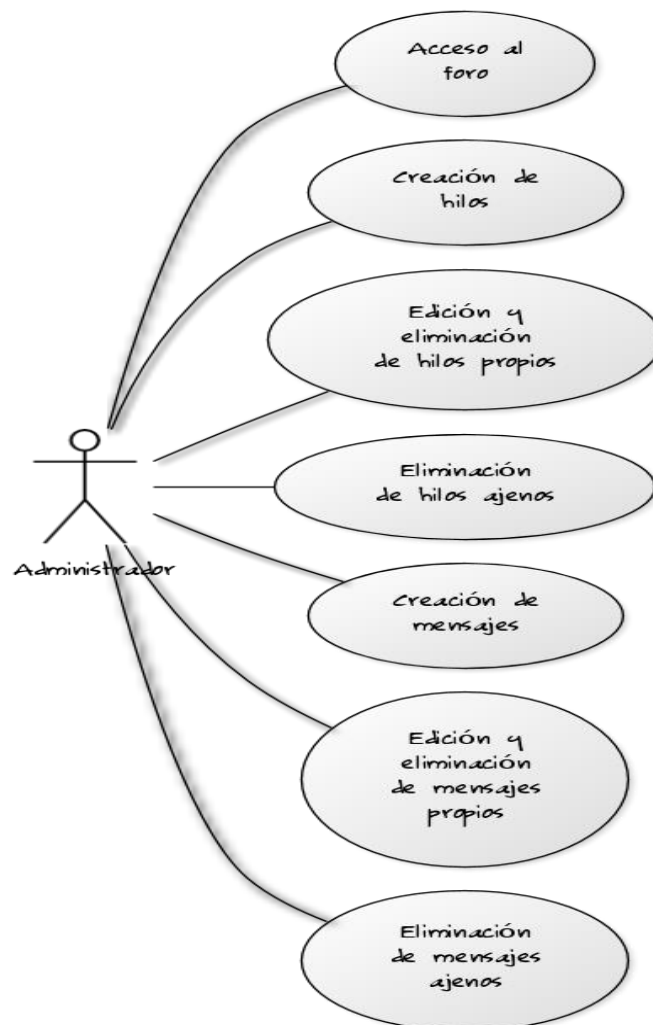 Acceso al
foro
Creación de
hilos
Edición y
eliminación
de hilos propios
Eliminación
de hilos ajenos
Administrador
Creación de
mensajes
Edición y
eliminación
de mensajes
propios
Eliminación
de mensajes
ajenos